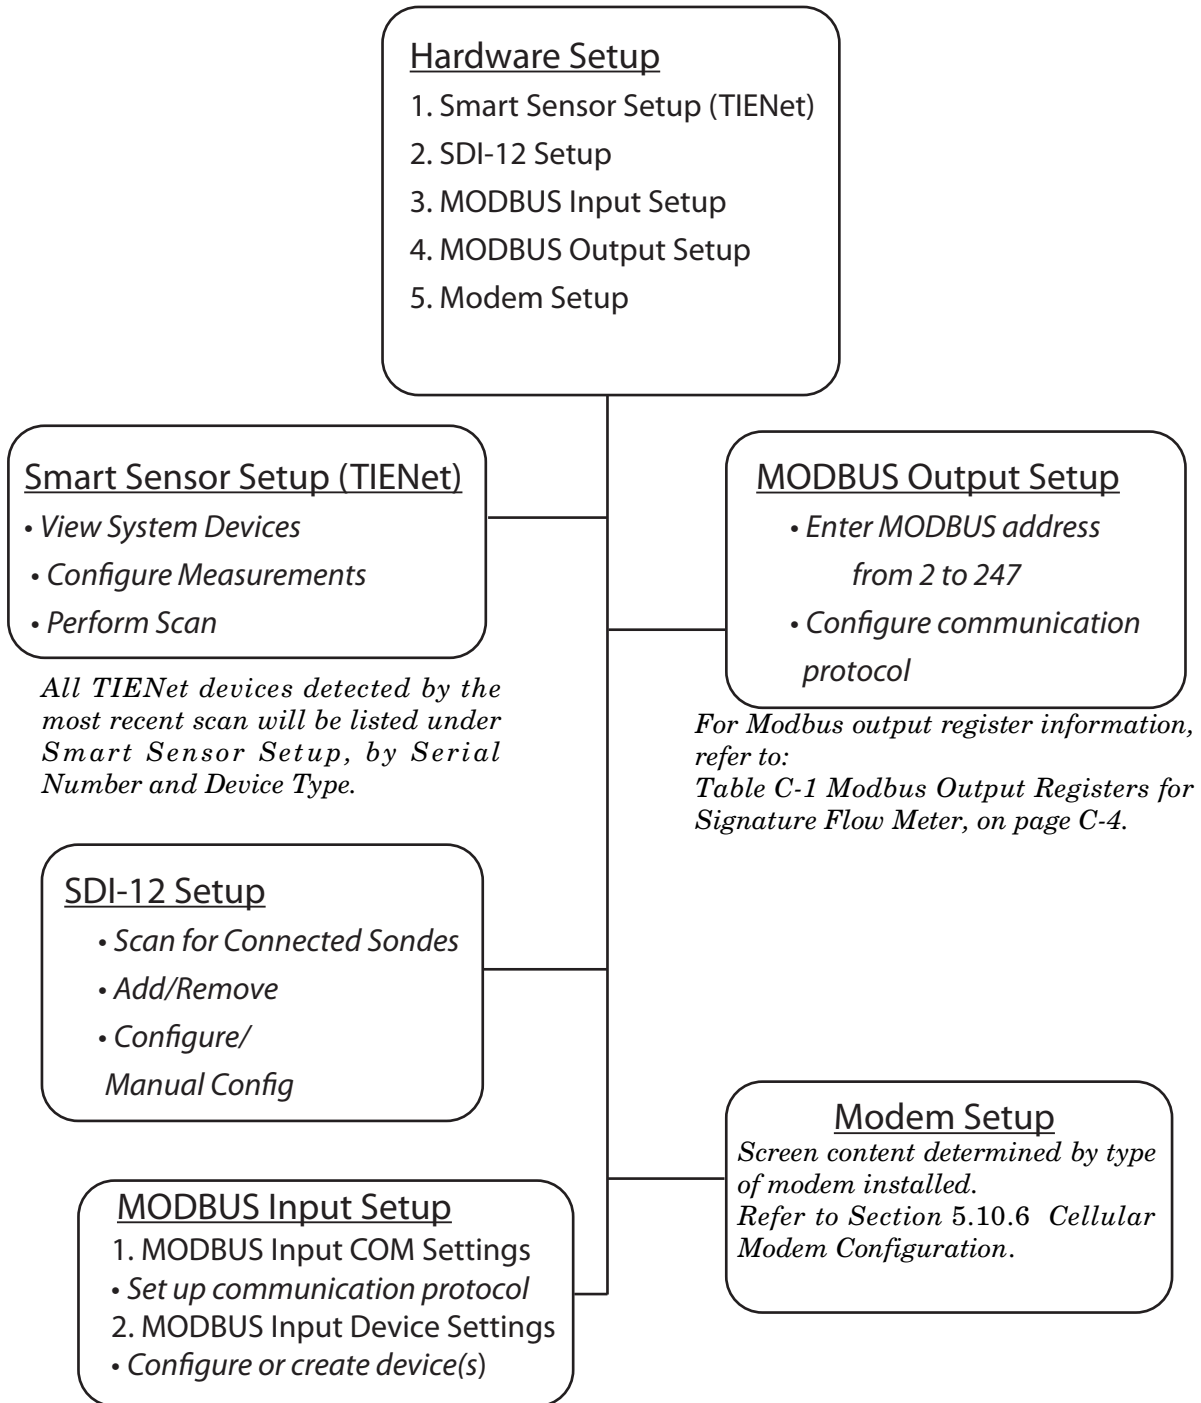 Hardware Setup
1. Smart Sensor Setup (TIENet)
2. SDI-12 Setup
3. MODBUS Input Setup
4. MODBUS Output Setup
5. Modem Setup
Smart Sensor Setup (TIENet)
• View System Devices
• Configure Measurements
• Perform Scan
All TIENet devices detected by the
most recent scan will be listed under
Smart Sensor Setup, by Serial
Number and Device Type.
MODBUS Output Setup
• Enter MODBUS address
from 2 to 247
• Configure communication
protocol
For Modbus output register information,
refer to:
Table C-1 Modbus Output Registers for
Signature Flow Meter, on page C-4.
SDI-12 Setup
• Scan for Connected Sondes
• Add/Remove
• Configure/
Manual Config
Modem Setup
Screen content determined by type
of modem installed.
Refer to Section 5.10.6 Cellular
Modem Configuration.
MODBUS Input Setup
1. MODBUS Input COM Settings
• Set up communication protocol
2. MODBUS Input Device Settings
• Configure or create device(s)